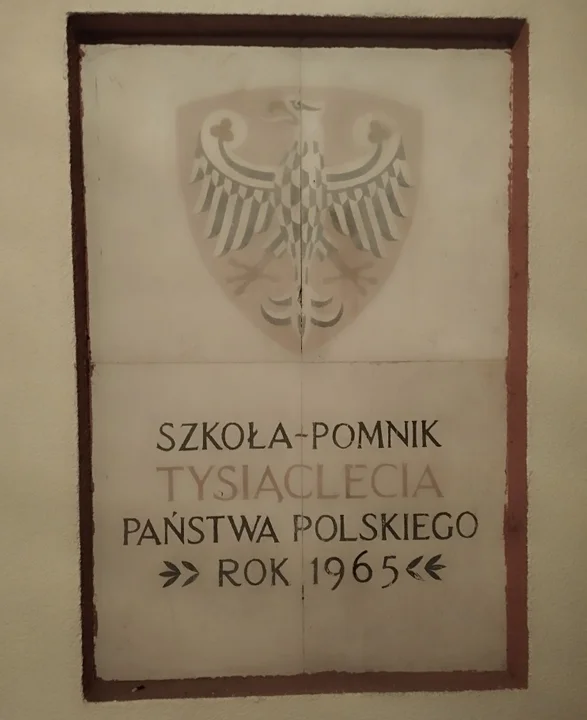 SZKOŁA-POMNIK
TYSIĄCLECIA
PAŃSTWA POLSKIEGO
ROK 1965